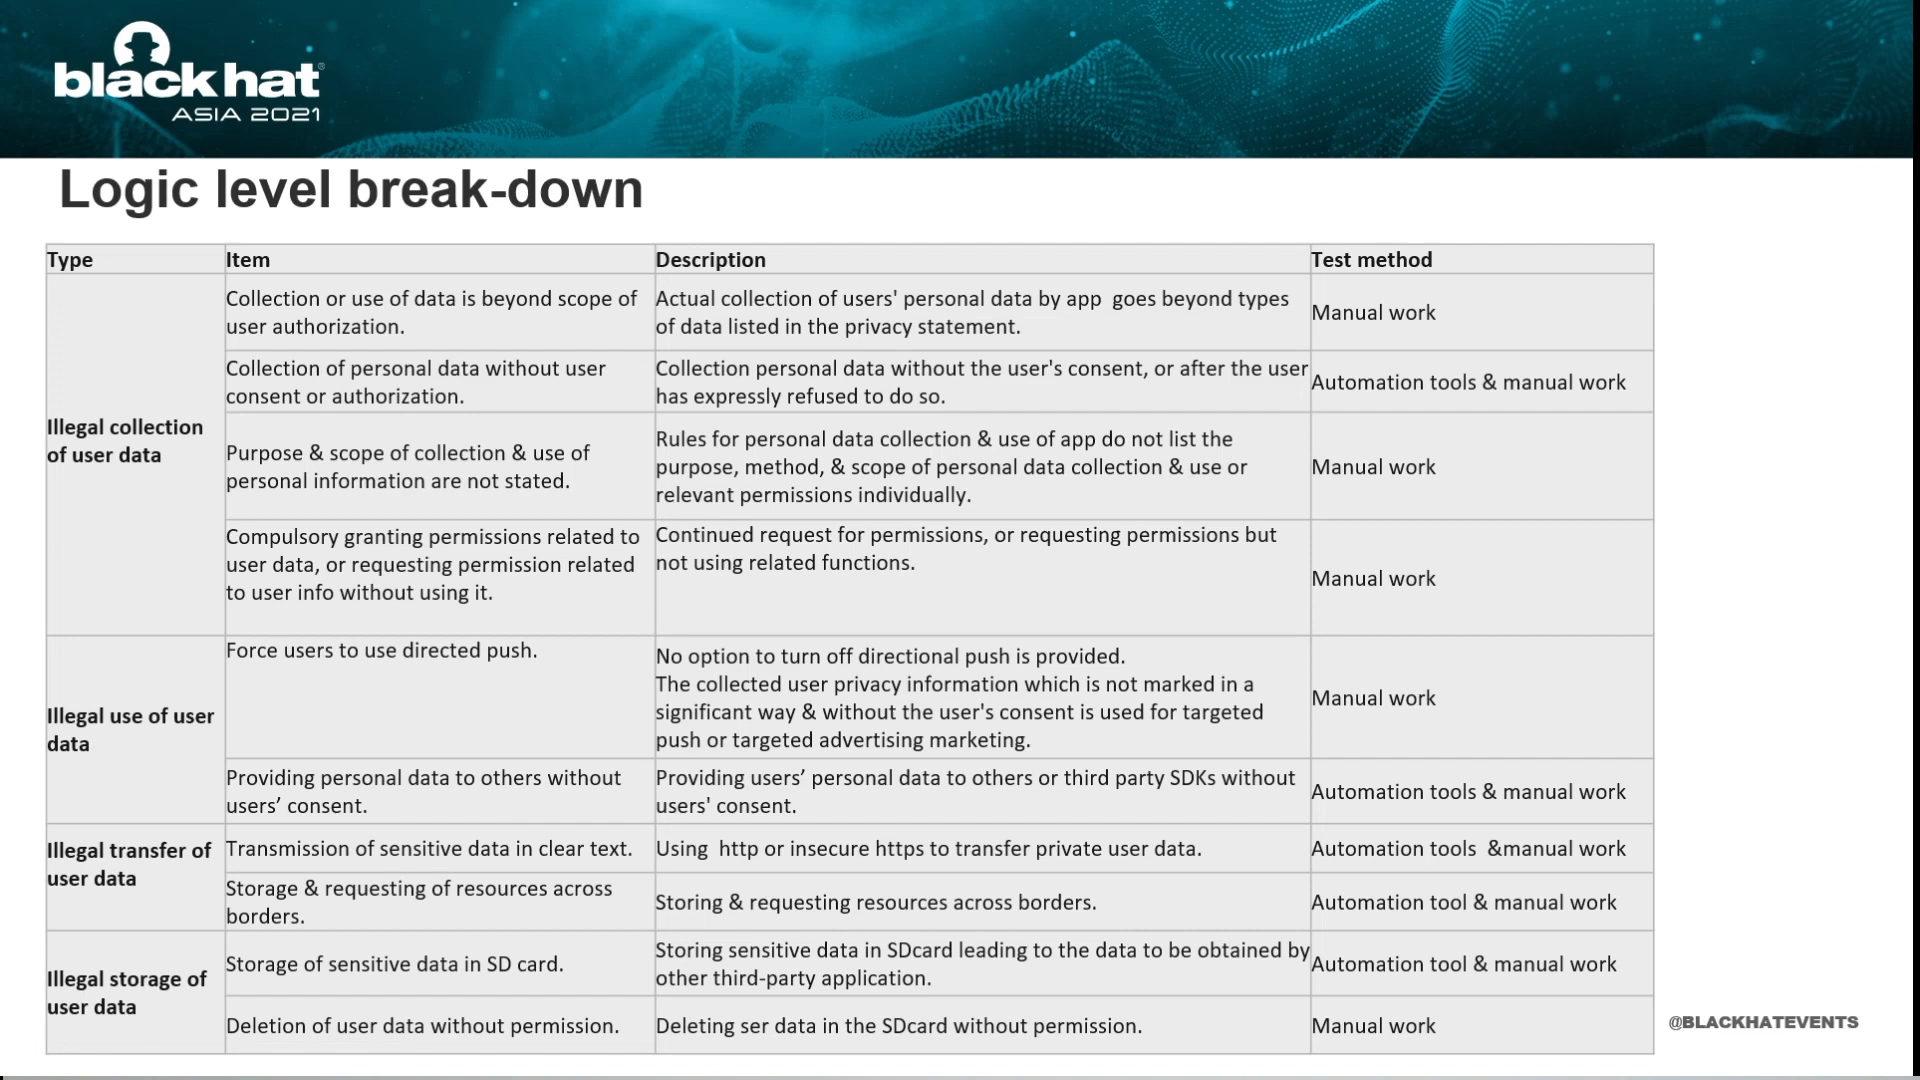 black hat®
ASIA 2021
Logic level break-down
Type Item Description Test method
Illegal collection
of user data
Collection or use of data is beyond scope of
user authorization.
Actual collection of users' personal data by app  goes beyond types
of data listed in the privacy statement.
Manual work
Collection of personal data without user
consent or authorization.
Collection personal data without the user's consent, or after the user
has expressly refused to do so.
Automation tools & manual work
Purpose & scope of collection & use of
personal information are not stated.
Rules for personal data collection & use of app do not list the
purpose, method, & scope of personal data collection & use or
relevant permissions individually.
Manual work
Compulsory granting permissions related to
user data, or requesting permission related
to user info without using it.
Continued request for permissions, or requesting permissions but
not using related functions.
Manual work
Illegal use of user
data
Force users to use directed push.
No option to turn off directional push is provided.
The collected user privacy information which is not marked in a
significant way & without the user's consent is used for targeted
push or targeted advertising marketing.
Manual work
Providing personal data to others without
users’ consent.
Providing users’ personal data to others or third party SDKs without
users' consent.
Automation tools & manual work
Illegal transfer of
user data
Transmission of sensitive data in clear text.
Using  http or insecure https to transfer private user data.
Automation tools  &manual work
Storage & requesting of resources across
borders.
Storing & requesting resources across borders.
Automation tool & manual work
Illegal storage of
user data
Storage of sensitive data in SD card.
Storing sensitive data in SDcard leading to the data to be obtained by
other third-party application.
Automation tool & manual work
Deletion of user data without permission.
Deleting ser data in the SDcard without permission.
Manual work
@BLACKHATEVENTS